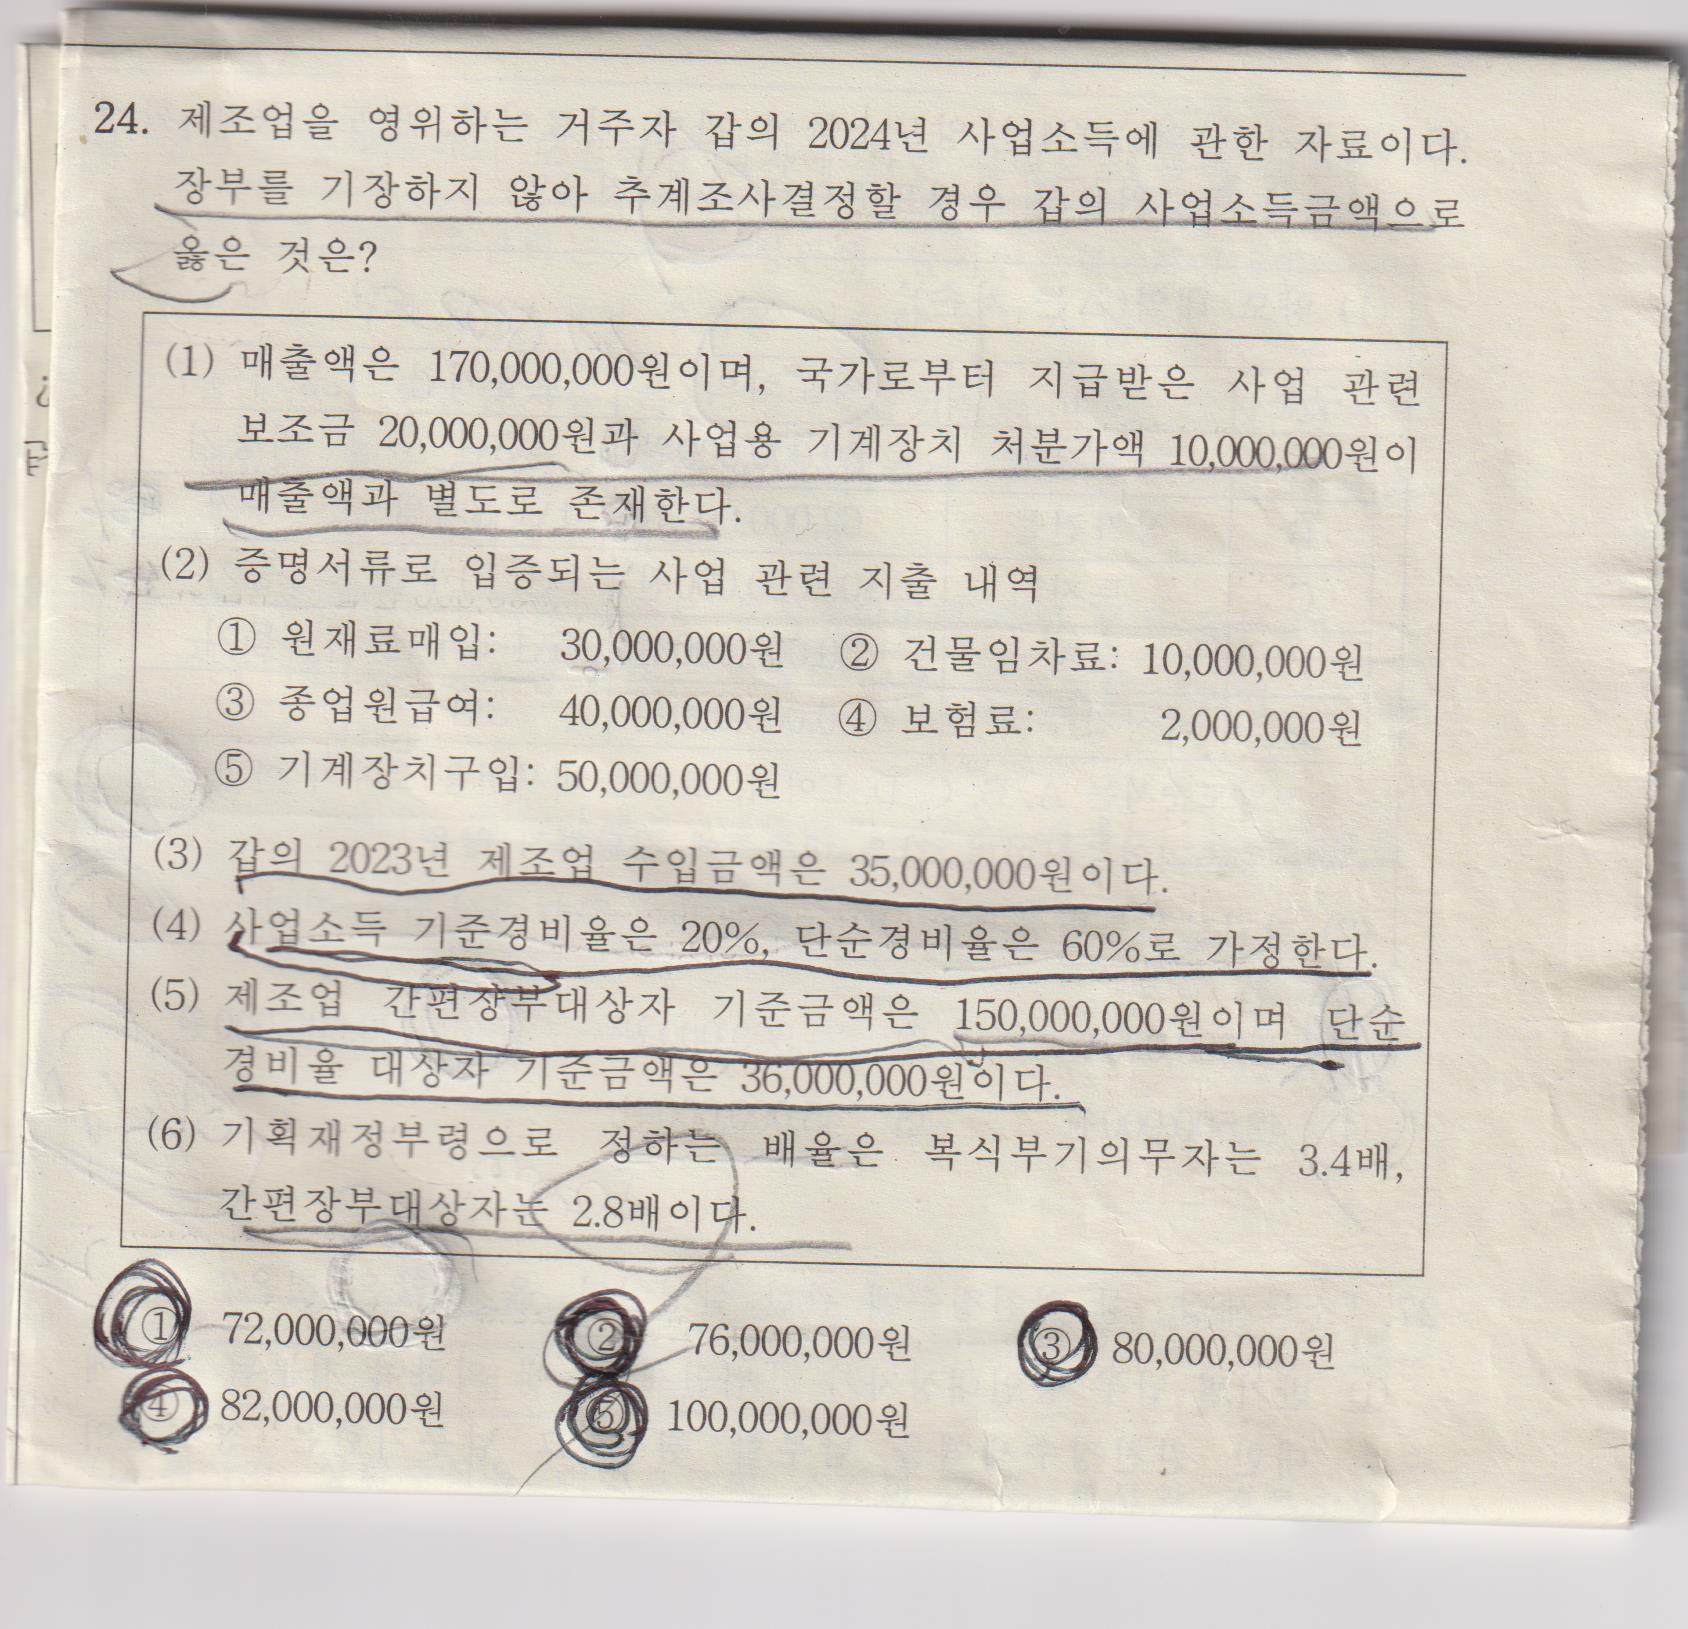 24. 제조업을 영위하는 거주자 갑의 2024년 사업소득에 관한 자료이다.
장부를 기장하지 않아 추계조사결정할 경우 갑의 사업소득금액으로
옳은 것은?
(1) 매출액은 170,000,000원이며, 국가로부터 지급받은 사업 관련
보조금 20,000,000원과 사업용 기계장치 처분가액 10,000,000원이
매출액과 별도로 존재한다.
(2) 증명서류로 입증되는 사업 관련 지출 내역
① 원재료매입: 30,000,000원 ② 건물임차료: 10,000,000원
③ 종업원급여: 40,000,000원 ④ 보험료: 2,000,000원
⑤ 기계장치구입: 50,000,000원
(3) 갑의 2023년 제조업 수입금액은 35,000,000원이다.
(4) 사업소득 기준경비율은 20%, 단순경비율은 60%로 가정한다.
(5) 제조업 간편장부대상자 기준금액은 150,000,000원이며 단순
경비율 대상자 기준금액은 36,000,000원이다.
(6) 기획재정부령으로 정하는 배율은 복식부기의무자는 3.4배,
간편장부대상자는 2.8배이다.
① 72,000,000원 ② 76,000,000원 ③ 80,000,000원
④ 82,000,000원 ⑤ 100,000,000원